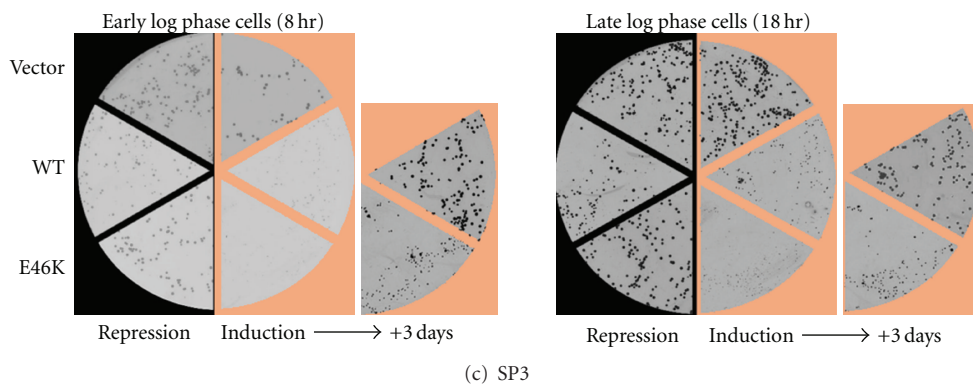 Early log phase cells (8 hr)
Late log phase cells (18 hr)
Vector
WT
E46K
Repression Induction +3 days
Repression Induction +3 days
(c) SP3